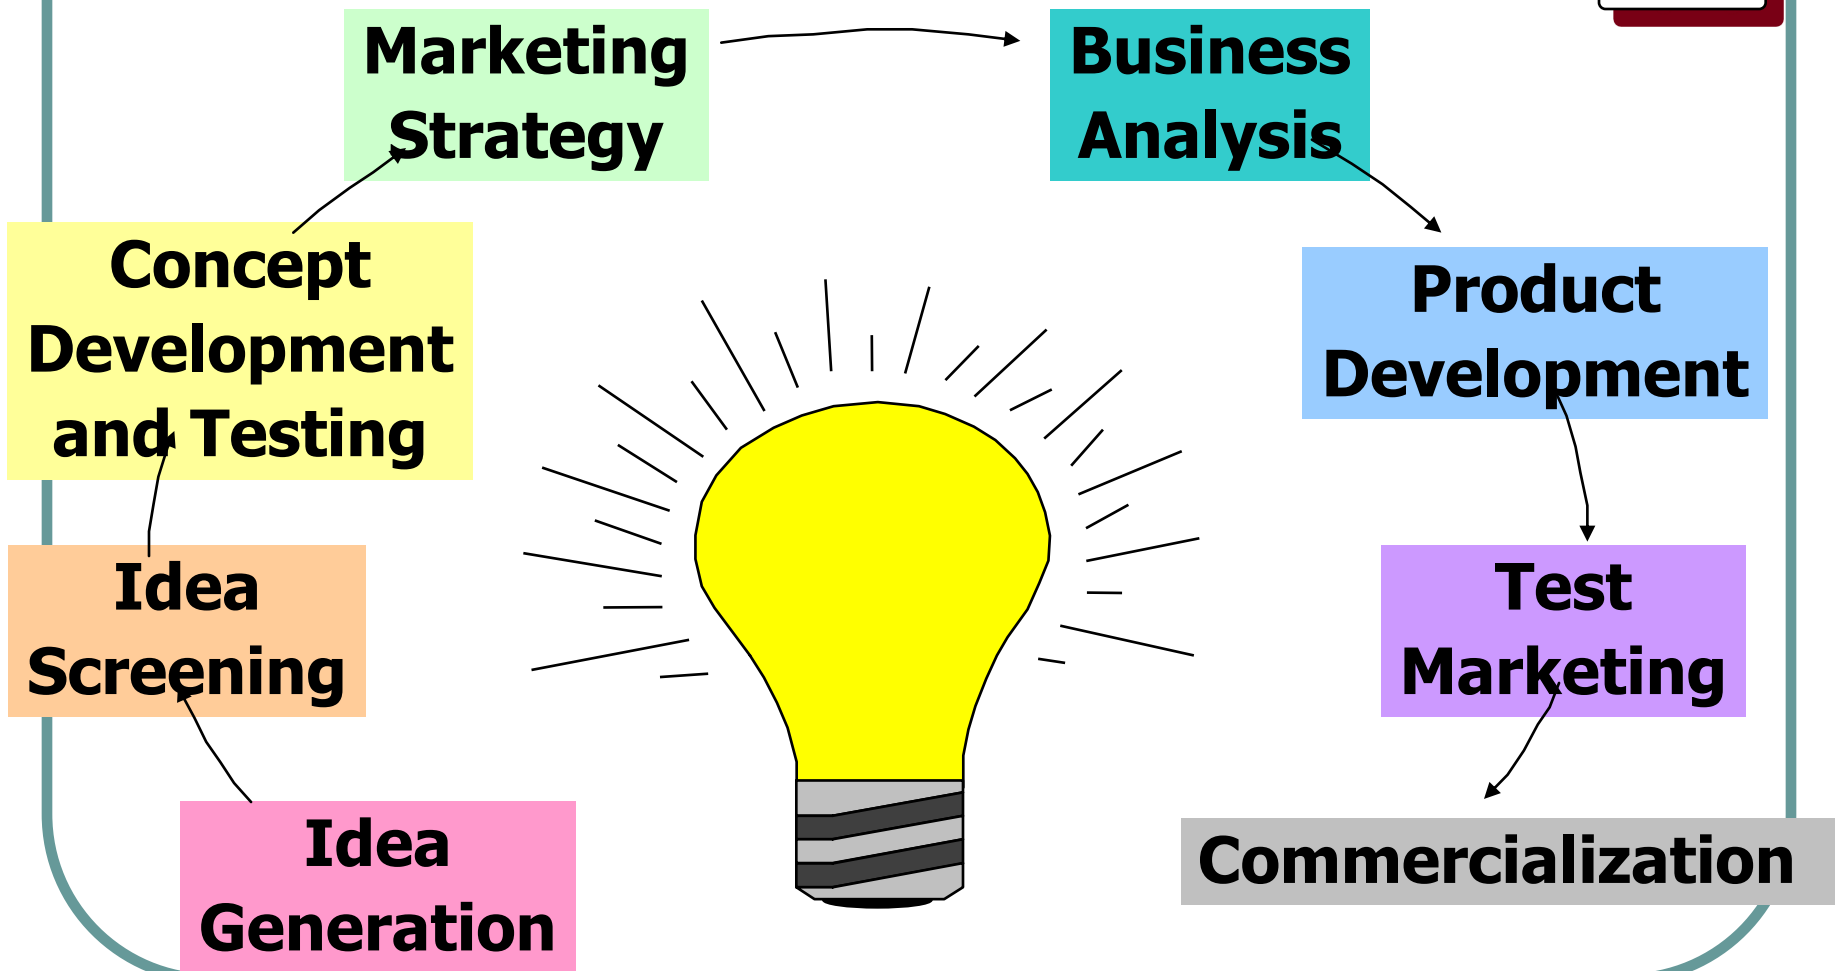 Marketing
Strategy
Business
Analysis
Concept
Development
and Testing
Product
Development
Idea
Screening
Test
Marketing
Idea
Generation
Commercialization